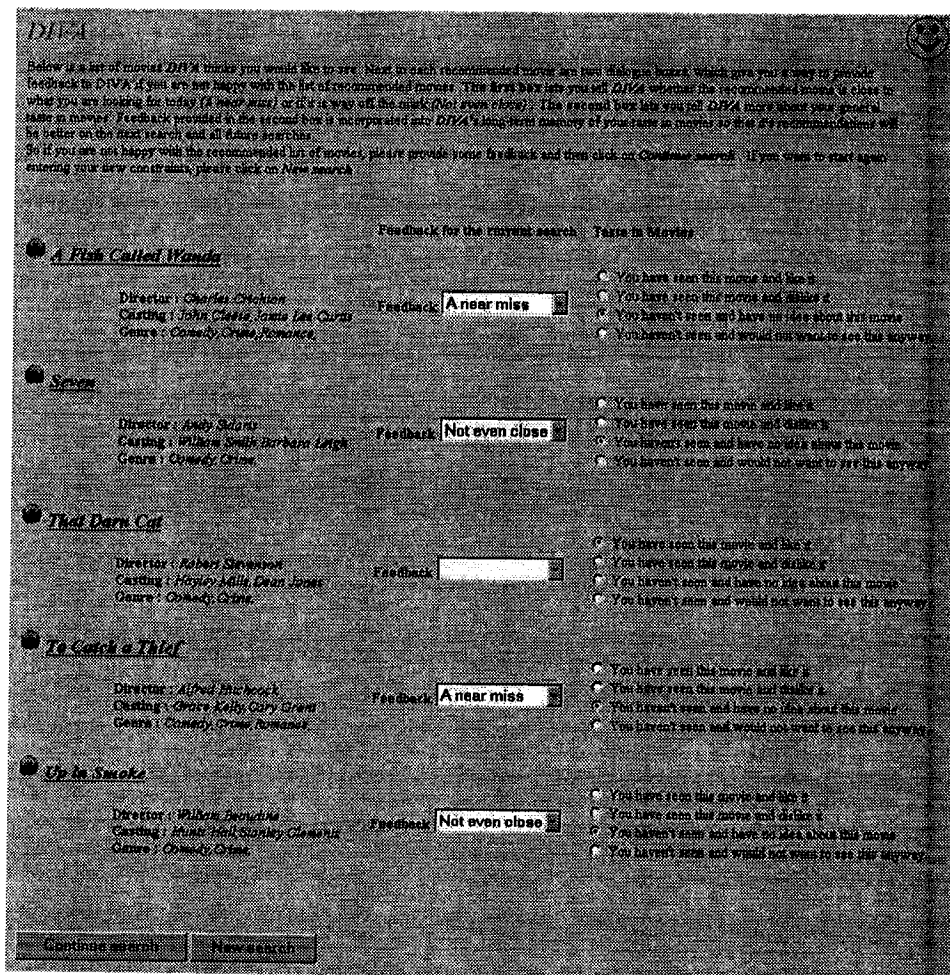 DIVA
Below is a list of movies DIVA thinks you would like to see. Next to each recommended movie are two dialogue boxes, which give you a way to provide
feedback to DIVA if you are not happy with the list of recommended movies. The first box lets you tell DIVA whether the recommended movie is close to
what you are looking for today (A near miss) or it's way off the mark (Not even close). The second box lets you tell DIVA more about your general
taste in movies. Feedback provided in the second box is incorporated into DIVA's long-term memory of your taste in movies so that it's recommendations will
be better on the next search and all future searches.
So if you are not happy with the recommended list of movies, please provide some feedback and then click on Continue search. If you want to start again
entering your new constraints, please click on New search
Feedback for the current search Taste in Movies
A Fish Called Wanda
Director : Charles Crichton
Casting : John Cleese, Jamie Lee Curtis
Genre : Comedy, Crime, Romance,
Feedback A near miss
You have seen this movie and like it
You have seen this movie and dislike it
You haven't seen and have no idea about this movie
You haven't seen and would not want to see this anyway
Seven
Director : Andy Sidaris
Casting : William Smith, Barbara Leigh
Genre : Comedy, Crime,
Feedback Not even close
You have seen this movie and like it
You have seen this movie and dislike it
You haven't seen and have no idea about this movie
You haven't seen and would not want to see this anyway
That Darn Cat
Director : Robert Stevenson
Casting : Hayley Mills, Dean Jones
Genre : Comedy, Crime,
Feedback
You have seen this movie and like it
You have seen this movie and dislike it
You haven't seen and have no idea about this movie
You haven't seen and would not want to see this anyway
To Catch a Thief
Director : Alfred Hitchcock
Casting : Grace Kelly, Cary Grant
Genre : Comedy, Crime, Romance,
Feedback A near miss
You have seen this movie and like it
You have seen this movie and dislike it
You haven't seen and have no idea about this movie
You haven't seen and would not want to see this anyway
Up in Smoke
Director : William Beaudine
Casting : Huntz Hall, Stanley Clements
Genre : Comedy, Crime,
Feedback Not even close
You have seen this movie and like it
You have seen this movie and dislike it
You haven't seen and have no idea about this movie
You haven't seen and would not want to see this anyway
Continue search New search